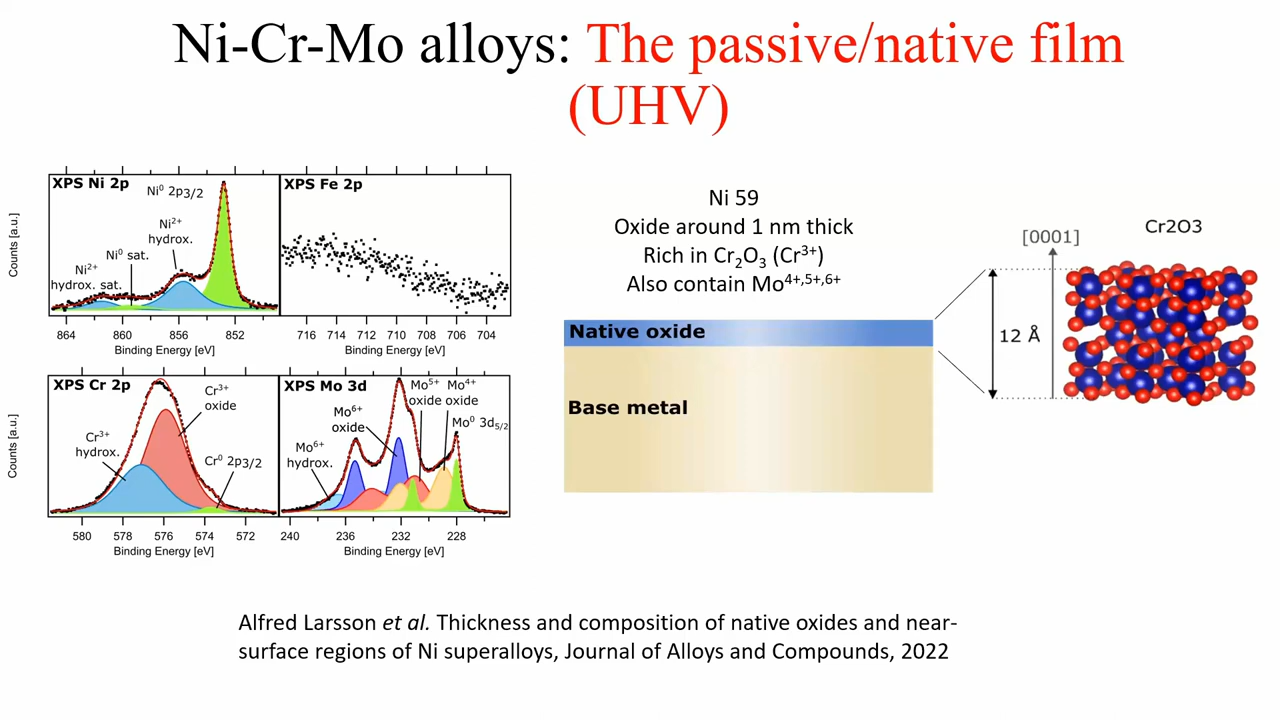 Ni-Cr-Mo alloys: The passive/native film
(UHV)
XPS Ni 2p
Ni⁰ 2p3/2
Ni²⁺
hydrox.
Ni⁰ sat.
Ni²⁺
hydrox. sat.
Counts [a.u.]
864 860 856 852
Binding Energy [eV]
XPS Fe 2p
716 714 712 710 708 706 704
Binding Energy [eV]
XPS Cr 2p
Cr³⁺
oxide
Cr³⁺
hydrox.
Cr⁰ 2p3/2
Counts [a.u.]
580 578 576 574 572
Binding Energy [eV]
XPS Mo 3d
Mo⁵⁺ Mo⁴⁺
oxide oxide
Mo⁶⁺
oxide
Mo⁰ 3d5/2
Mo⁶⁺
hydrox.
240 236 232 228
Binding Energy [eV]
Ni 59
Oxide around 1 nm thick
Rich in Cr₂O₃ (Cr³⁺)
Also contain Mo⁴⁺,⁵⁺,⁶⁺
Native oxide
Base metal
Cr2O3
[0001]
12 Å
Alfred Larsson et al. Thickness and composition of native oxides and near-
surface regions of Ni superalloys, Journal of Alloys and Compounds, 2022